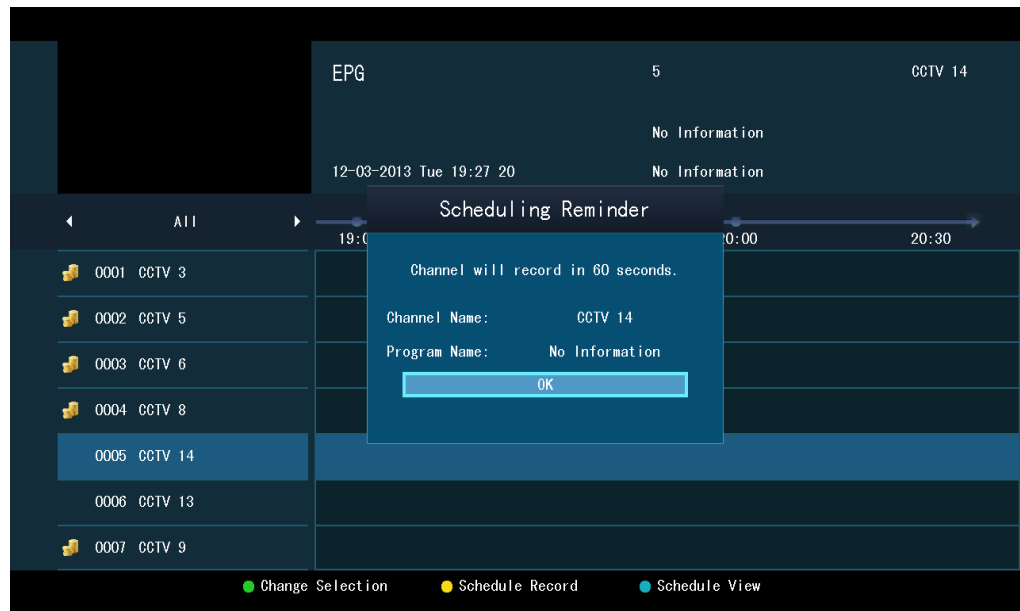 EPG 5 CCTV 14
No Information
12-03-2013 Tue 19:27 20 No Information
Scheduling Reminder
All
20:30
Channel will record in 60 seconds.
0001 CCTV 3
0002 CCTV 5
Channel Name: CCTV 14
0003 CCTV 6
Program Name: No Information
OK
0004 CCTV 8
0005 CCTV 14
0006 CCTV 13
0007 CCTV 9
Change Selection Schedule Record Schedule View